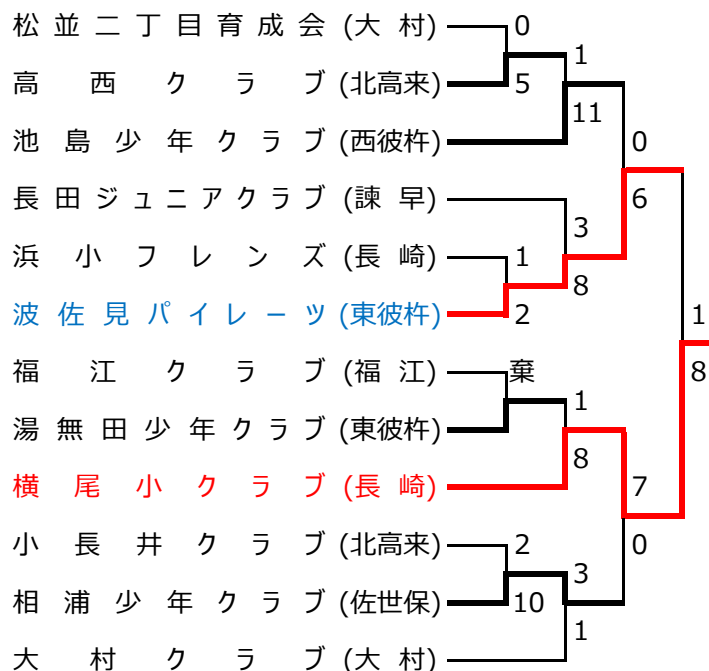 松並二丁目育成会 (大 村) 0
1
高西クラブ (北高来) 5
11
池島少年クラブ (西彼杵) 0
長田ジュニアクラブ (諫 早) 6
3
浜小フレンズ (長 崎) 1
8
波佐見パイレーツ (東彼杵) 2 1
福江クラブ (福 江) 棄 8
1
湯無田少年クラブ (東彼杵)
8
横尾小クラブ (長 崎) 7
小長井クラブ (北高来) 2 0
3
相浦少年クラブ (佐世保) 10
1
大村クラブ (大 村)